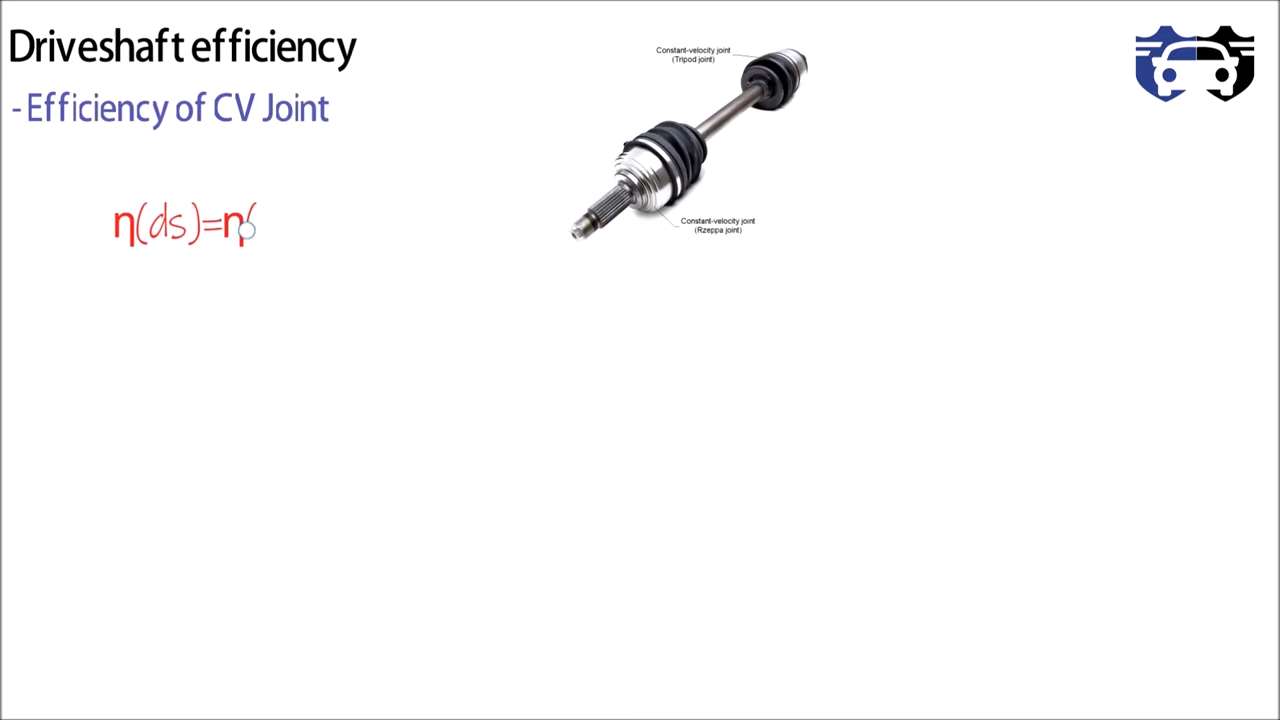 Driveshaft efficiency
- Efficiency of CV Joint
Constant-velocity joint
(Tripod joint)
η(ds)=η(
Constant-velocity joint
(Rzeppa joint)